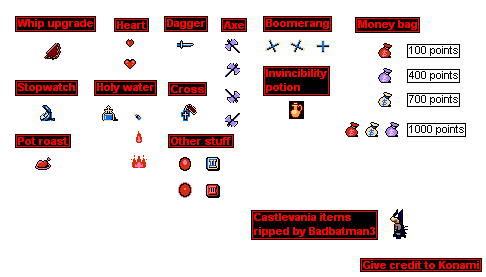 Whip upgrade
Heart
Dagger
Axe
Boomerang
Money bag
100 points
400 points
700 points
1000 points
Stopwatch
Holy water
Cross
Invincibility
potion
Pot roast
Other stuff
Castlevania items
ripped by Badbatman3
Give credit to Konami